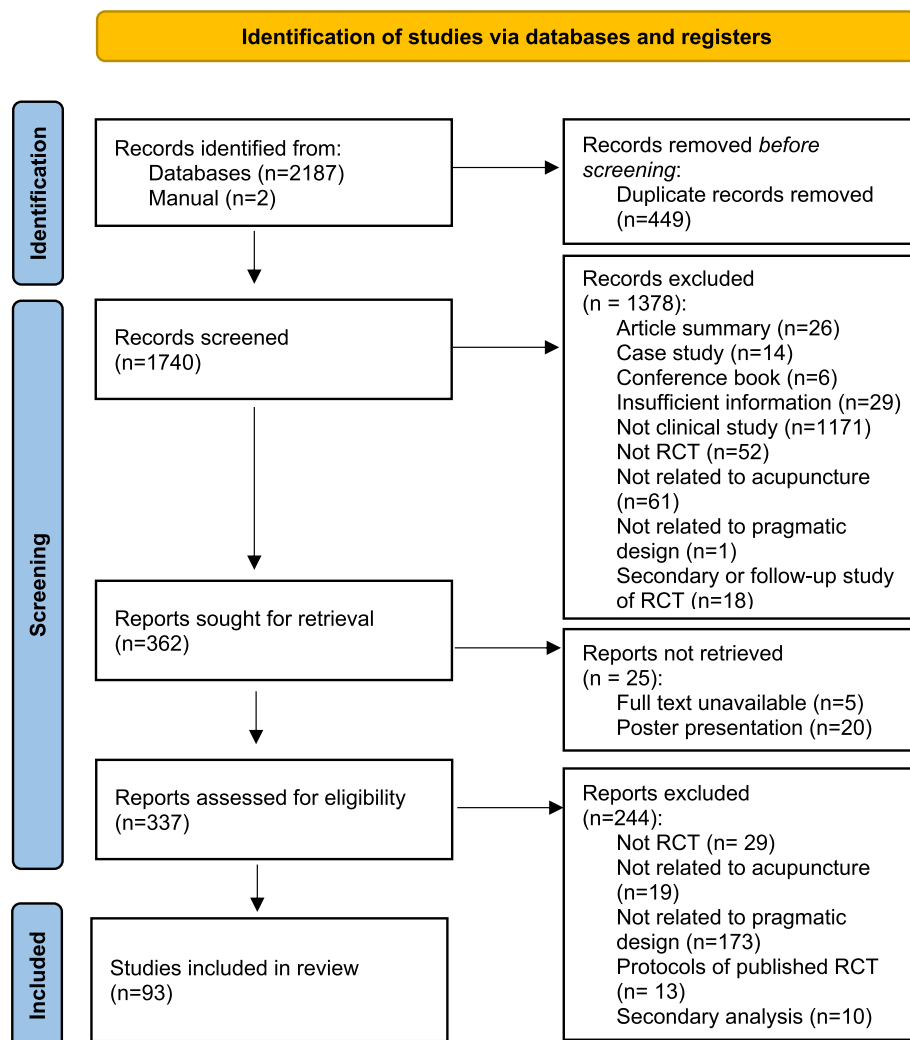 Identification of studies via databases and registers
Identification
Records identified from:
Databases (n=2187)
Manual (n=2)
Records removed before
screening:
Duplicate records removed
(n=449)
Screening
Records screened
(n=1740)
Records excluded
(n = 1378):
Article summary (n=26)
Case study (n=14)
Conference book (n=6)
Insufficient information (n=29)
Not clinical study (n=1171)
Not RCT (n=52)
Not related to acupuncture
(n=61)
Not related to pragmatic
design (n=1)
Secondary or follow-up study
of RCT (n=18)
Reports sought for retrieval
(n=362)
Reports not retrieved
(n = 25):
Full text unavailable (n=5)
Poster presentation (n=20)
Reports assessed for eligibility
(n=337)
Reports excluded
(n=244):
Not RCT (n= 29)
Not related to acupuncture
(n=19)
Not related to pragmatic
design (n=173)
Protocols of published RCT
(n= 13)
Secondary analysis (n=10)
Included
Studies included in review
(n=93)